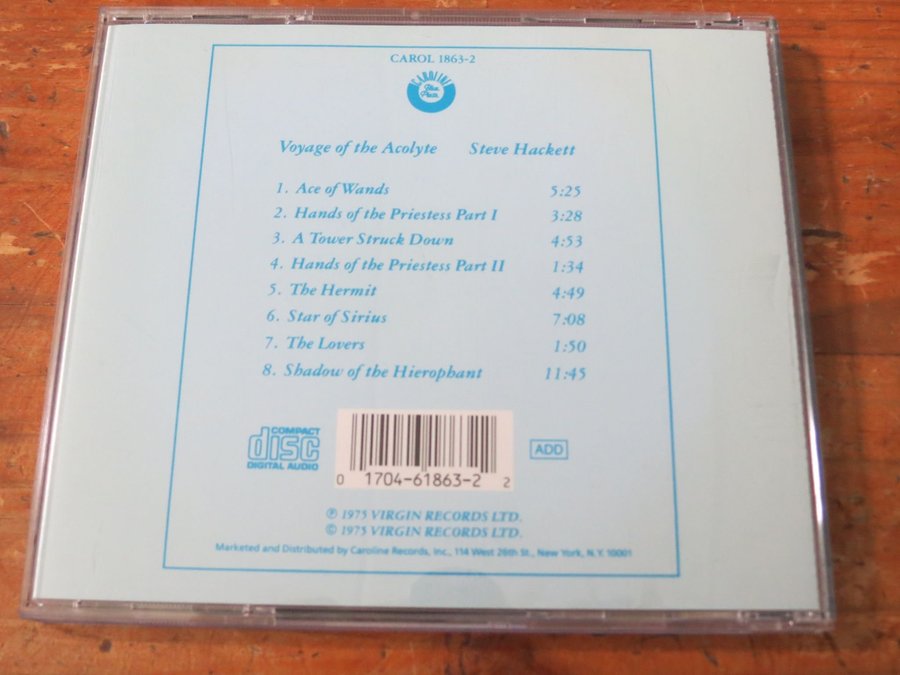 CAROL 1863-2
CAROLINE
Blue Plate
Voyage of the Acolyte Steve Hackett
1. Ace of Wands 5:25
2. Hands of the Priestess Part I 3:28
3. A Tower Struck Down 4:53
4. Hands of the Priestess Part II 1:34
5. The Hermit 4:49
6. Star of Sirius 7:08
7. The Lovers 1:50
8. Shadow of the Hierophant 11:45
COMPACT
disc
DIGITAL AUDIO
0 1704-61863-2 2
ADD
℗ 1975 VIRGIN RECORDS LTD.
© 1975 VIRGIN RECORDS LTD.
Marketed and Distributed by Caroline Records, Inc., 114 West 26th St., New York, N.Y. 10001